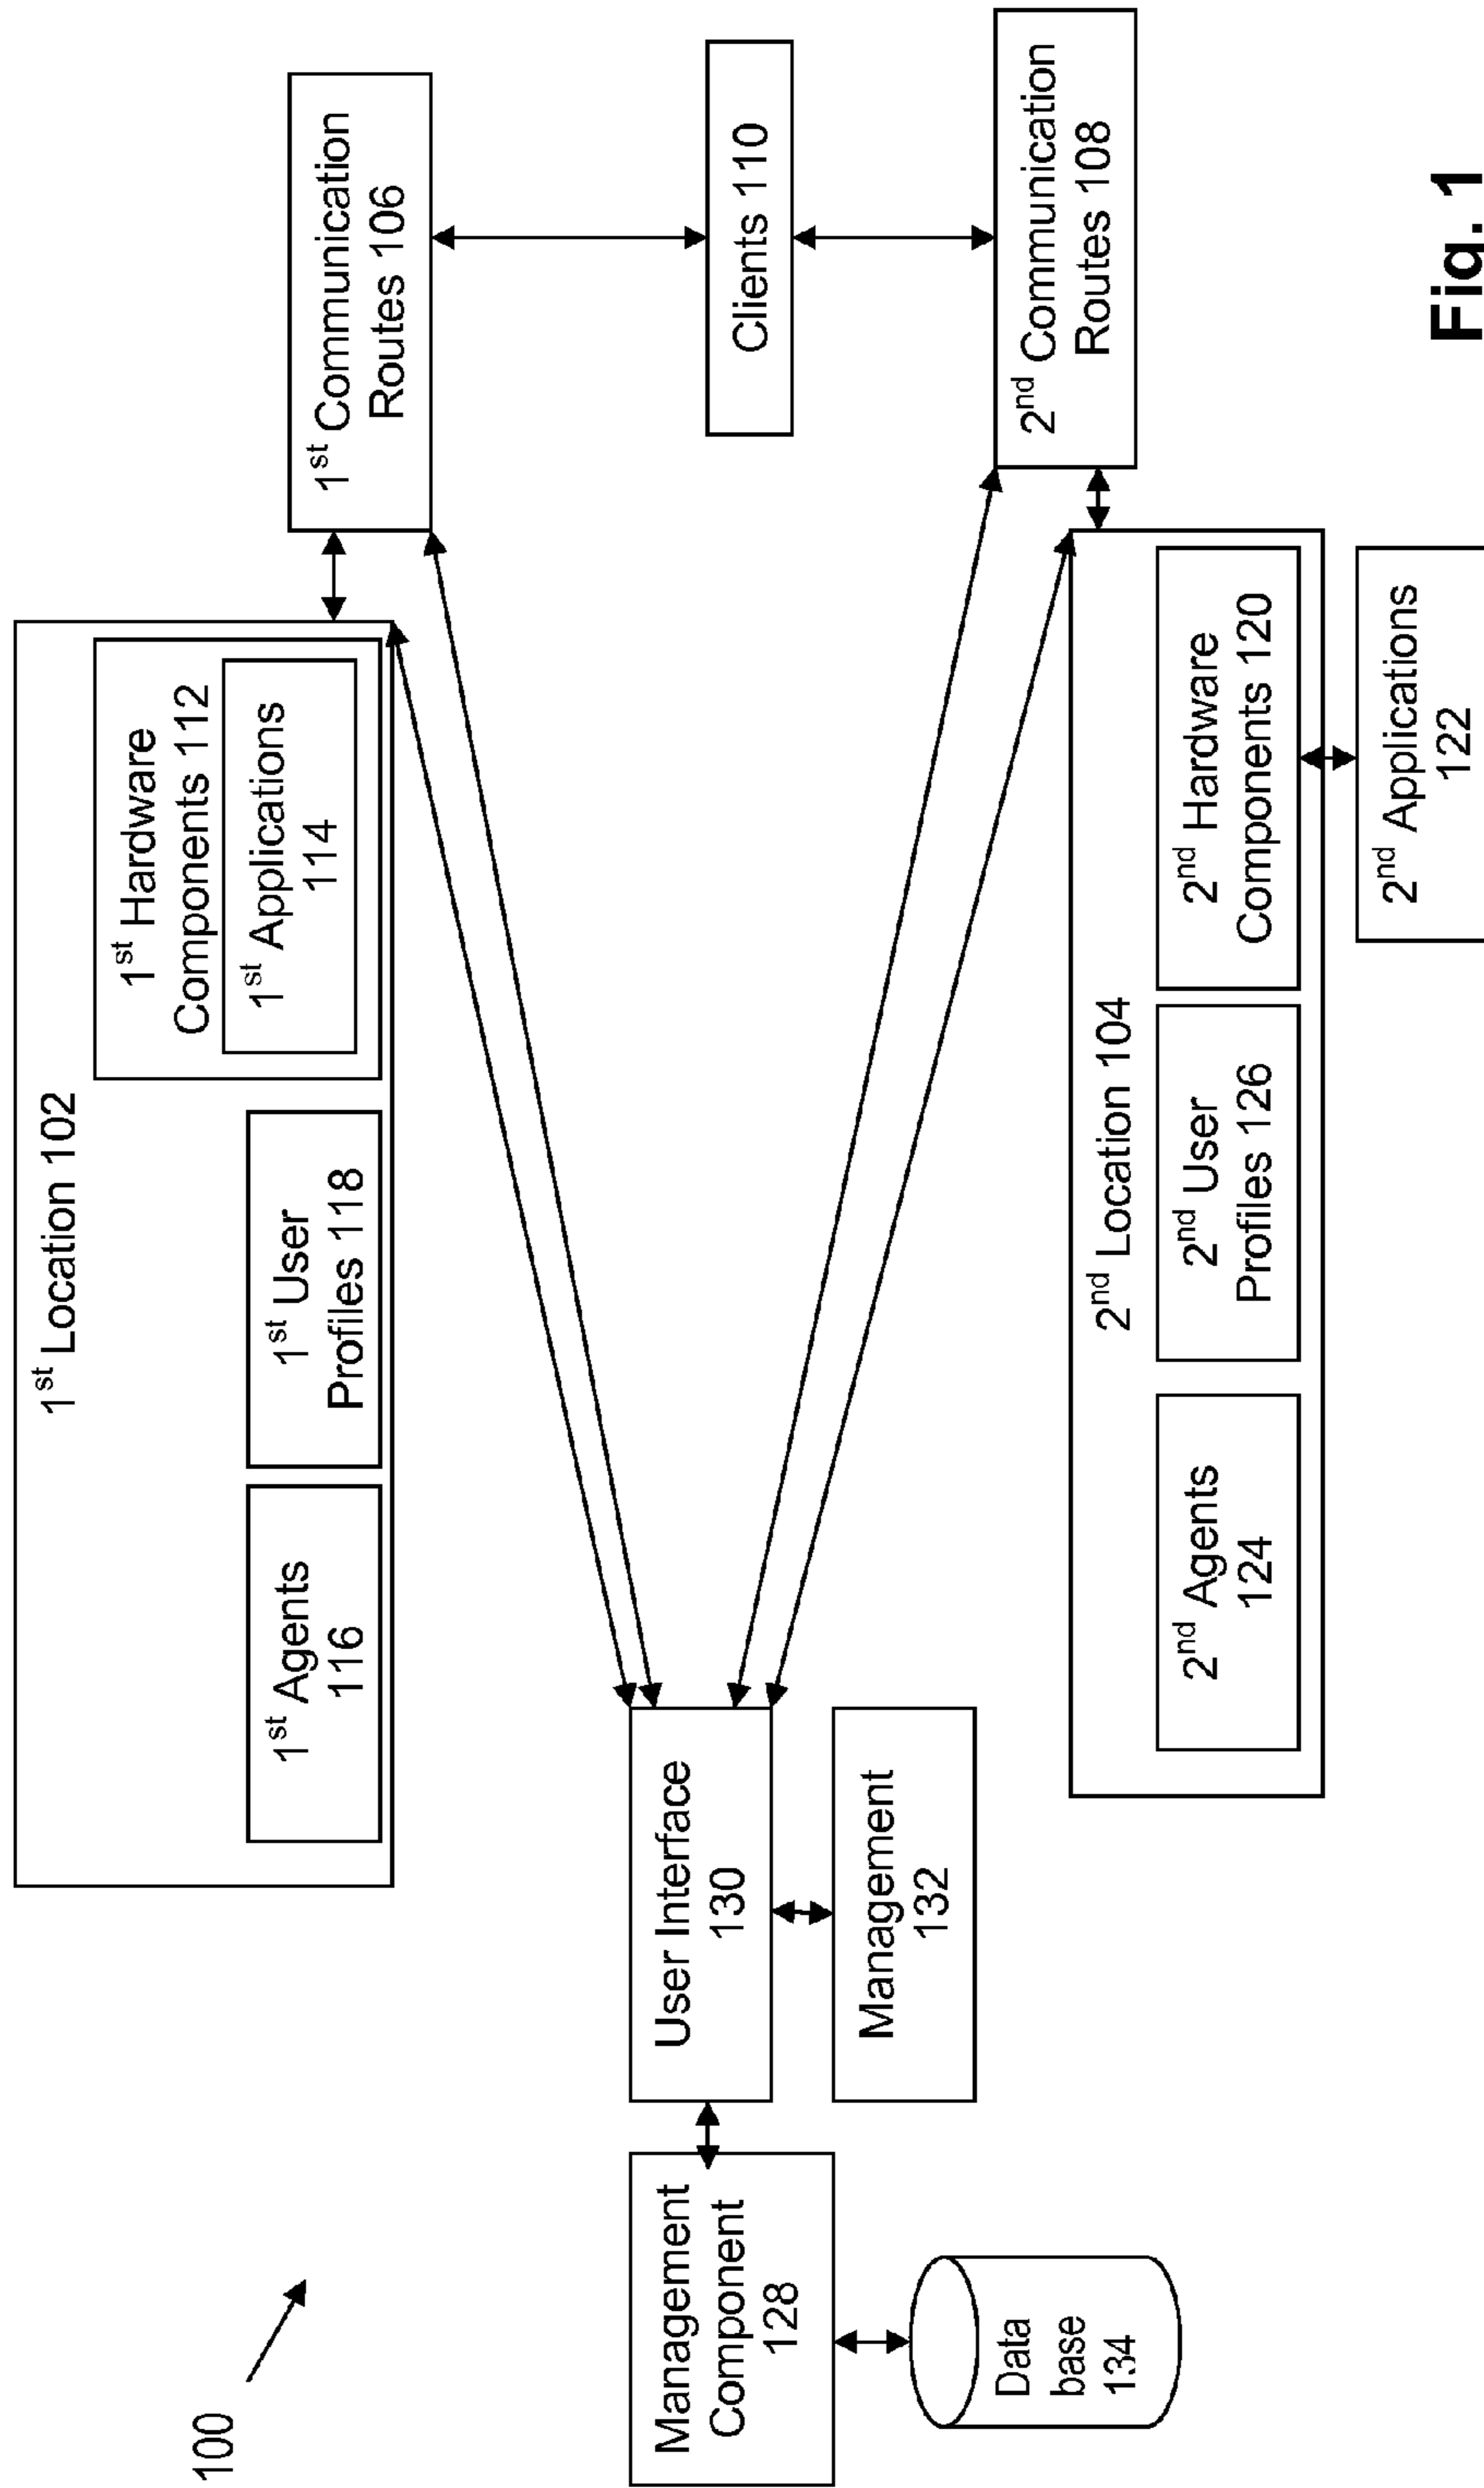 100
1st Location 102
1st Hardware
Components 112
1st Applications
114
1st Agents
116
1st User
Profiles 118
1st Communication
Routes 106
Management
Component
128
User Interface
130
Clients 110
Management
132
Data
base
134
2nd Communication
Routes 108
2nd Location 104
2nd Agents
124
2nd User
Profiles 126
2nd Hardware
Components 120
2nd Applications
122
Fig. 1